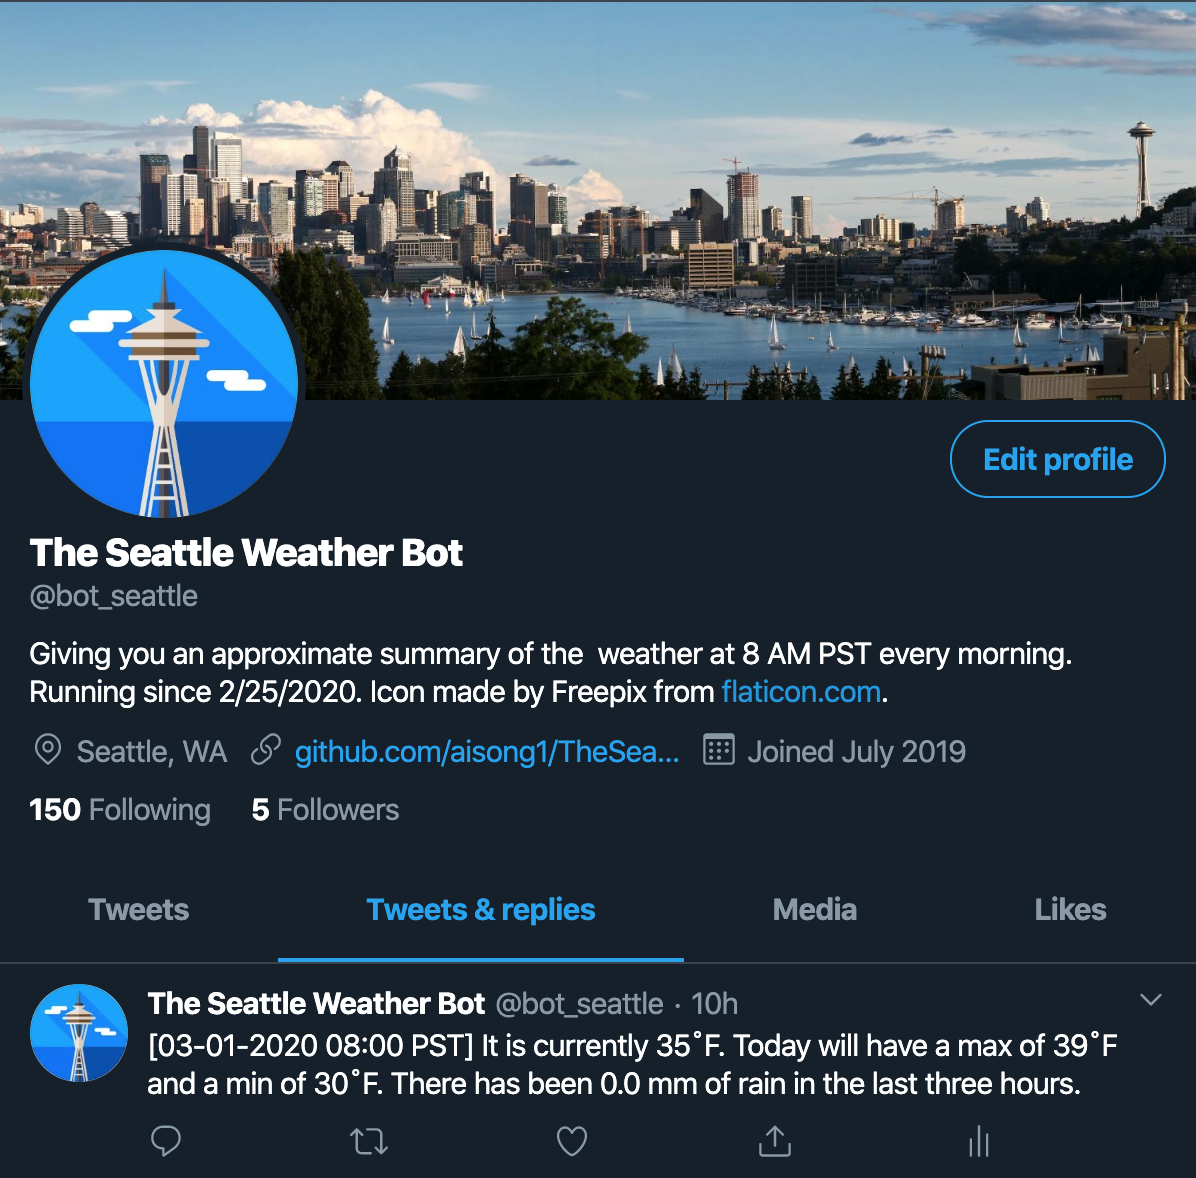 Edit profile
The Seattle Weather Bot
@bot_seattle
Giving you an approximate summary of the  weather at 8 AM PST every morning.
Running since 2/25/2020. Icon made by Freepix from flaticon.com.
Seattle, WA github.com/aisong1/TheSea... Joined July 2019
150 Following 5 Followers
Tweets Tweets & replies Media Likes
The Seattle Weather Bot @bot_seattle · 10h
[03-01-2020 08:00 PST] It is currently 35˚F. Today will have a max of 39˚F
and a min of 30˚F. There has been 0.0 mm of rain in the last three hours.